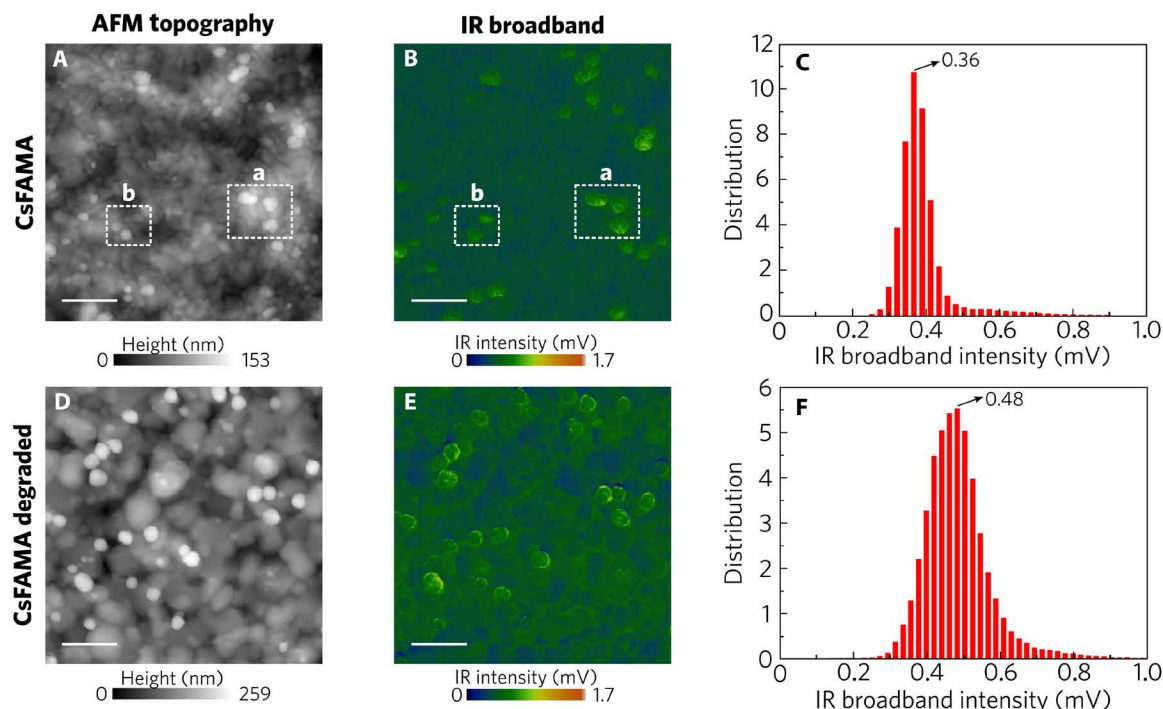 AFM topography
IR broadband
CsFAMA
A
b
a
B
b
a
C
0.36
Distribution
12
10
8
6
4
2
0
0
0.2
0.4
0.6
0.8
1.0
IR broadband intensity (mV)
Height (nm)
0
153
IR intensity (mV)
0
1.7
CsFAMA degraded
D
E
F
0.48
Distribution
6
5
4
3
2
1
0
0
0.2
0.4
0.6
0.8
1.0
IR broadband intensity (mV)
Height (nm)
0
259
IR intensity (mV)
0
1.7